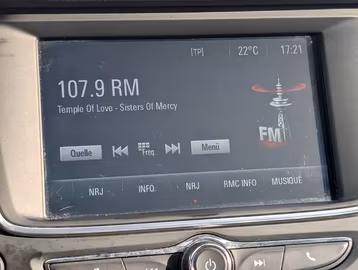 [TP] 22°C 17:21
107.9 RM
Temple Of Love - Sisters Of Mercy
FM
Quelle Freq. Menü
NRJ INFO. NRJ RMC INFO MUSIQUE